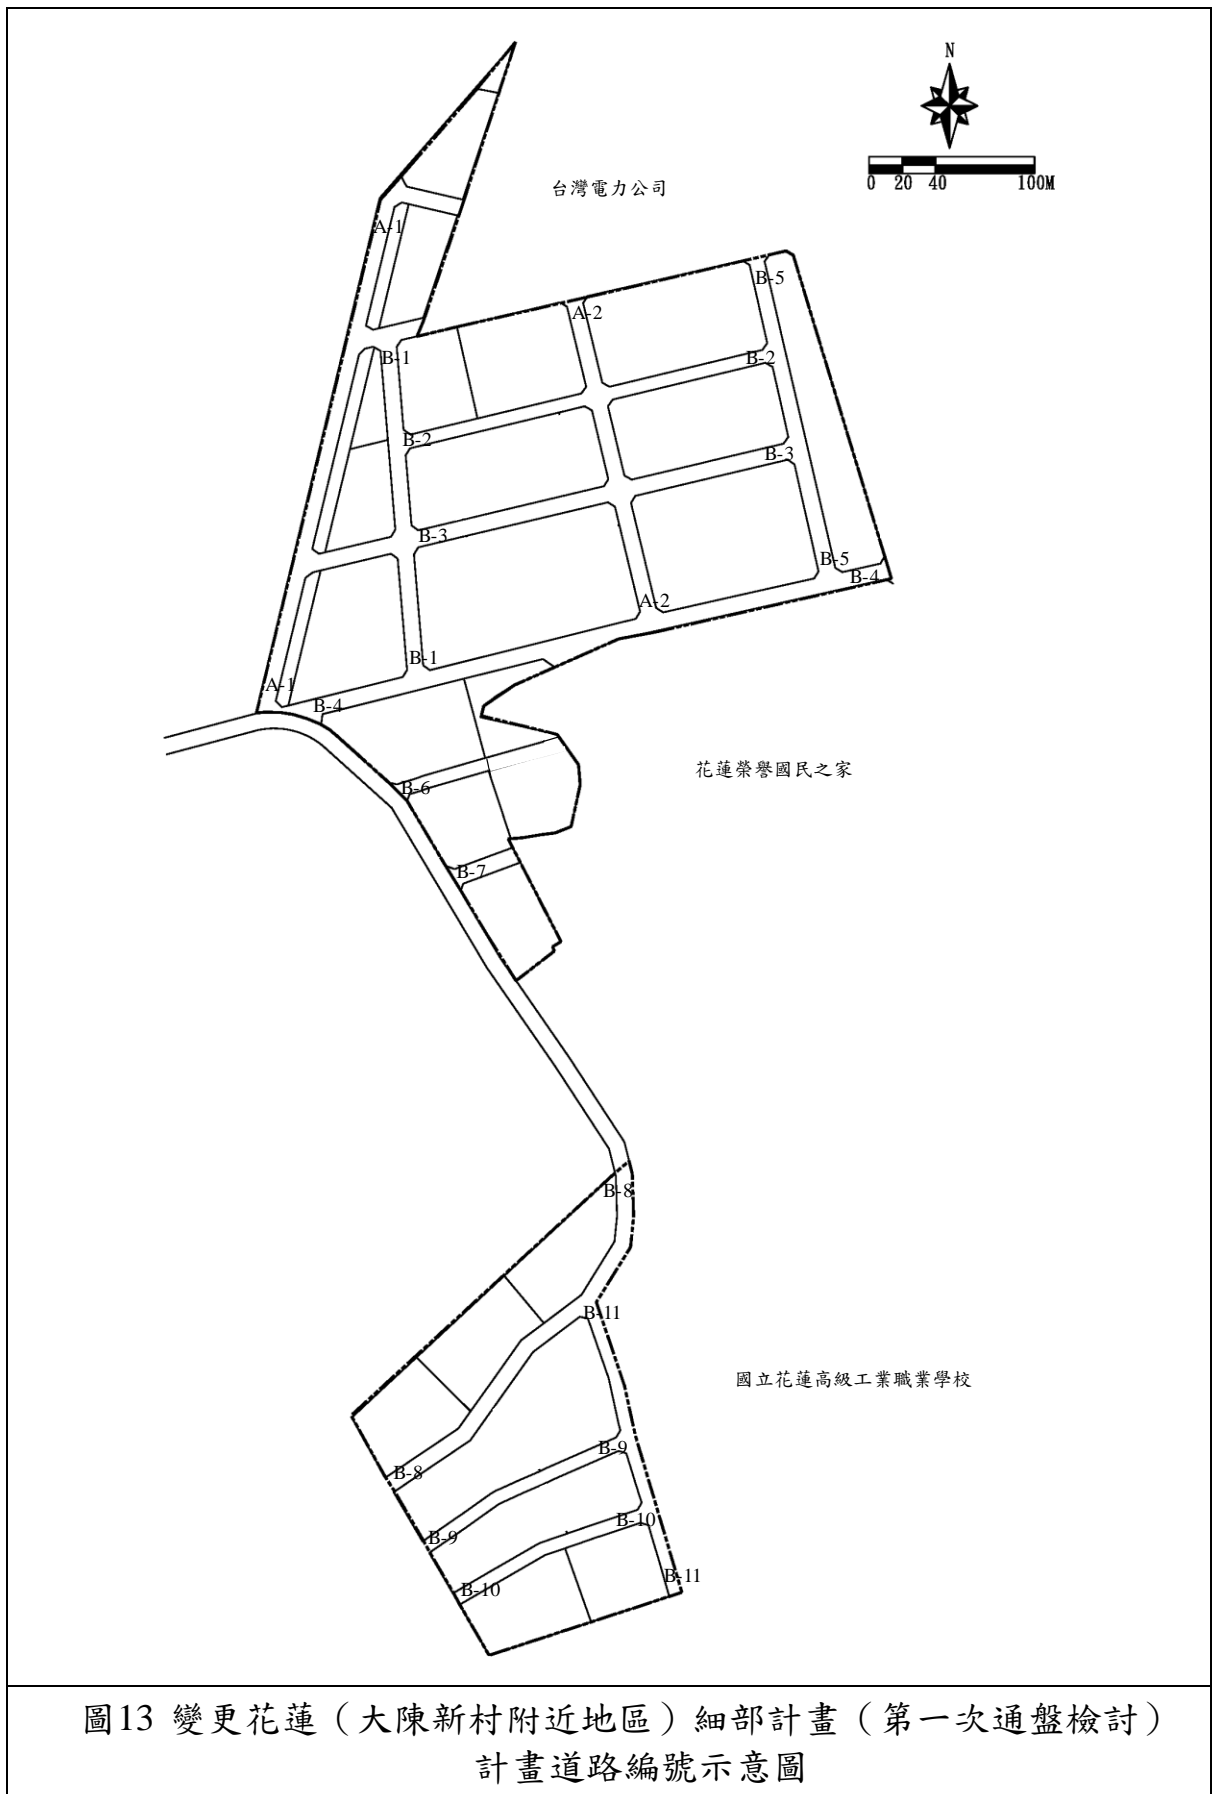 N
0 20 40 100M
台灣電力公司
A-1
B-5
A-2
B-1
B-2
B-2
B-3
B-3
B-5
B-4
A-2
B-1
A-1
B-4
花蓮榮譽國民之家
B-6
B-7
B-8
B-11
國立花蓮高級工業職業學校
B-9
B-8
B-10
B-9
B-11
B-10
圖13 變更花蓮（大陳新村附近地區）細部計畫（第一次通盤檢討）
計畫道路編號示意圖